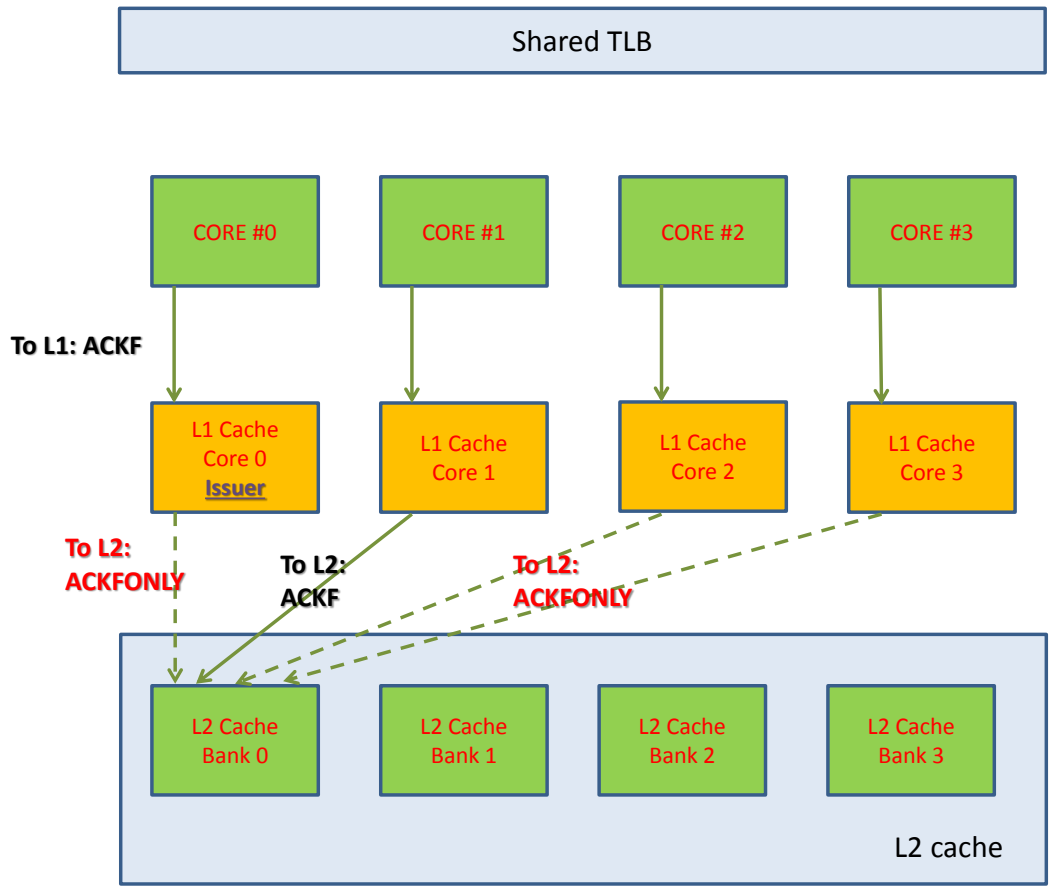 Shared TLB
CORE #0
CORE #1
CORE #2
CORE #3
To L1: ACKF
L1 Cache
Core 0
Issuer
L1 Cache
Core 1
L1 Cache
Core 2
L1 Cache
Core 3
To L2:
ACKFONLY
To L2:
ACKF
To L2:
ACKFONLY
L2 Cache
Bank 0
L2 Cache
Bank 1
L2 Cache
Bank 2
L2 Cache
Bank 3
L2 cache